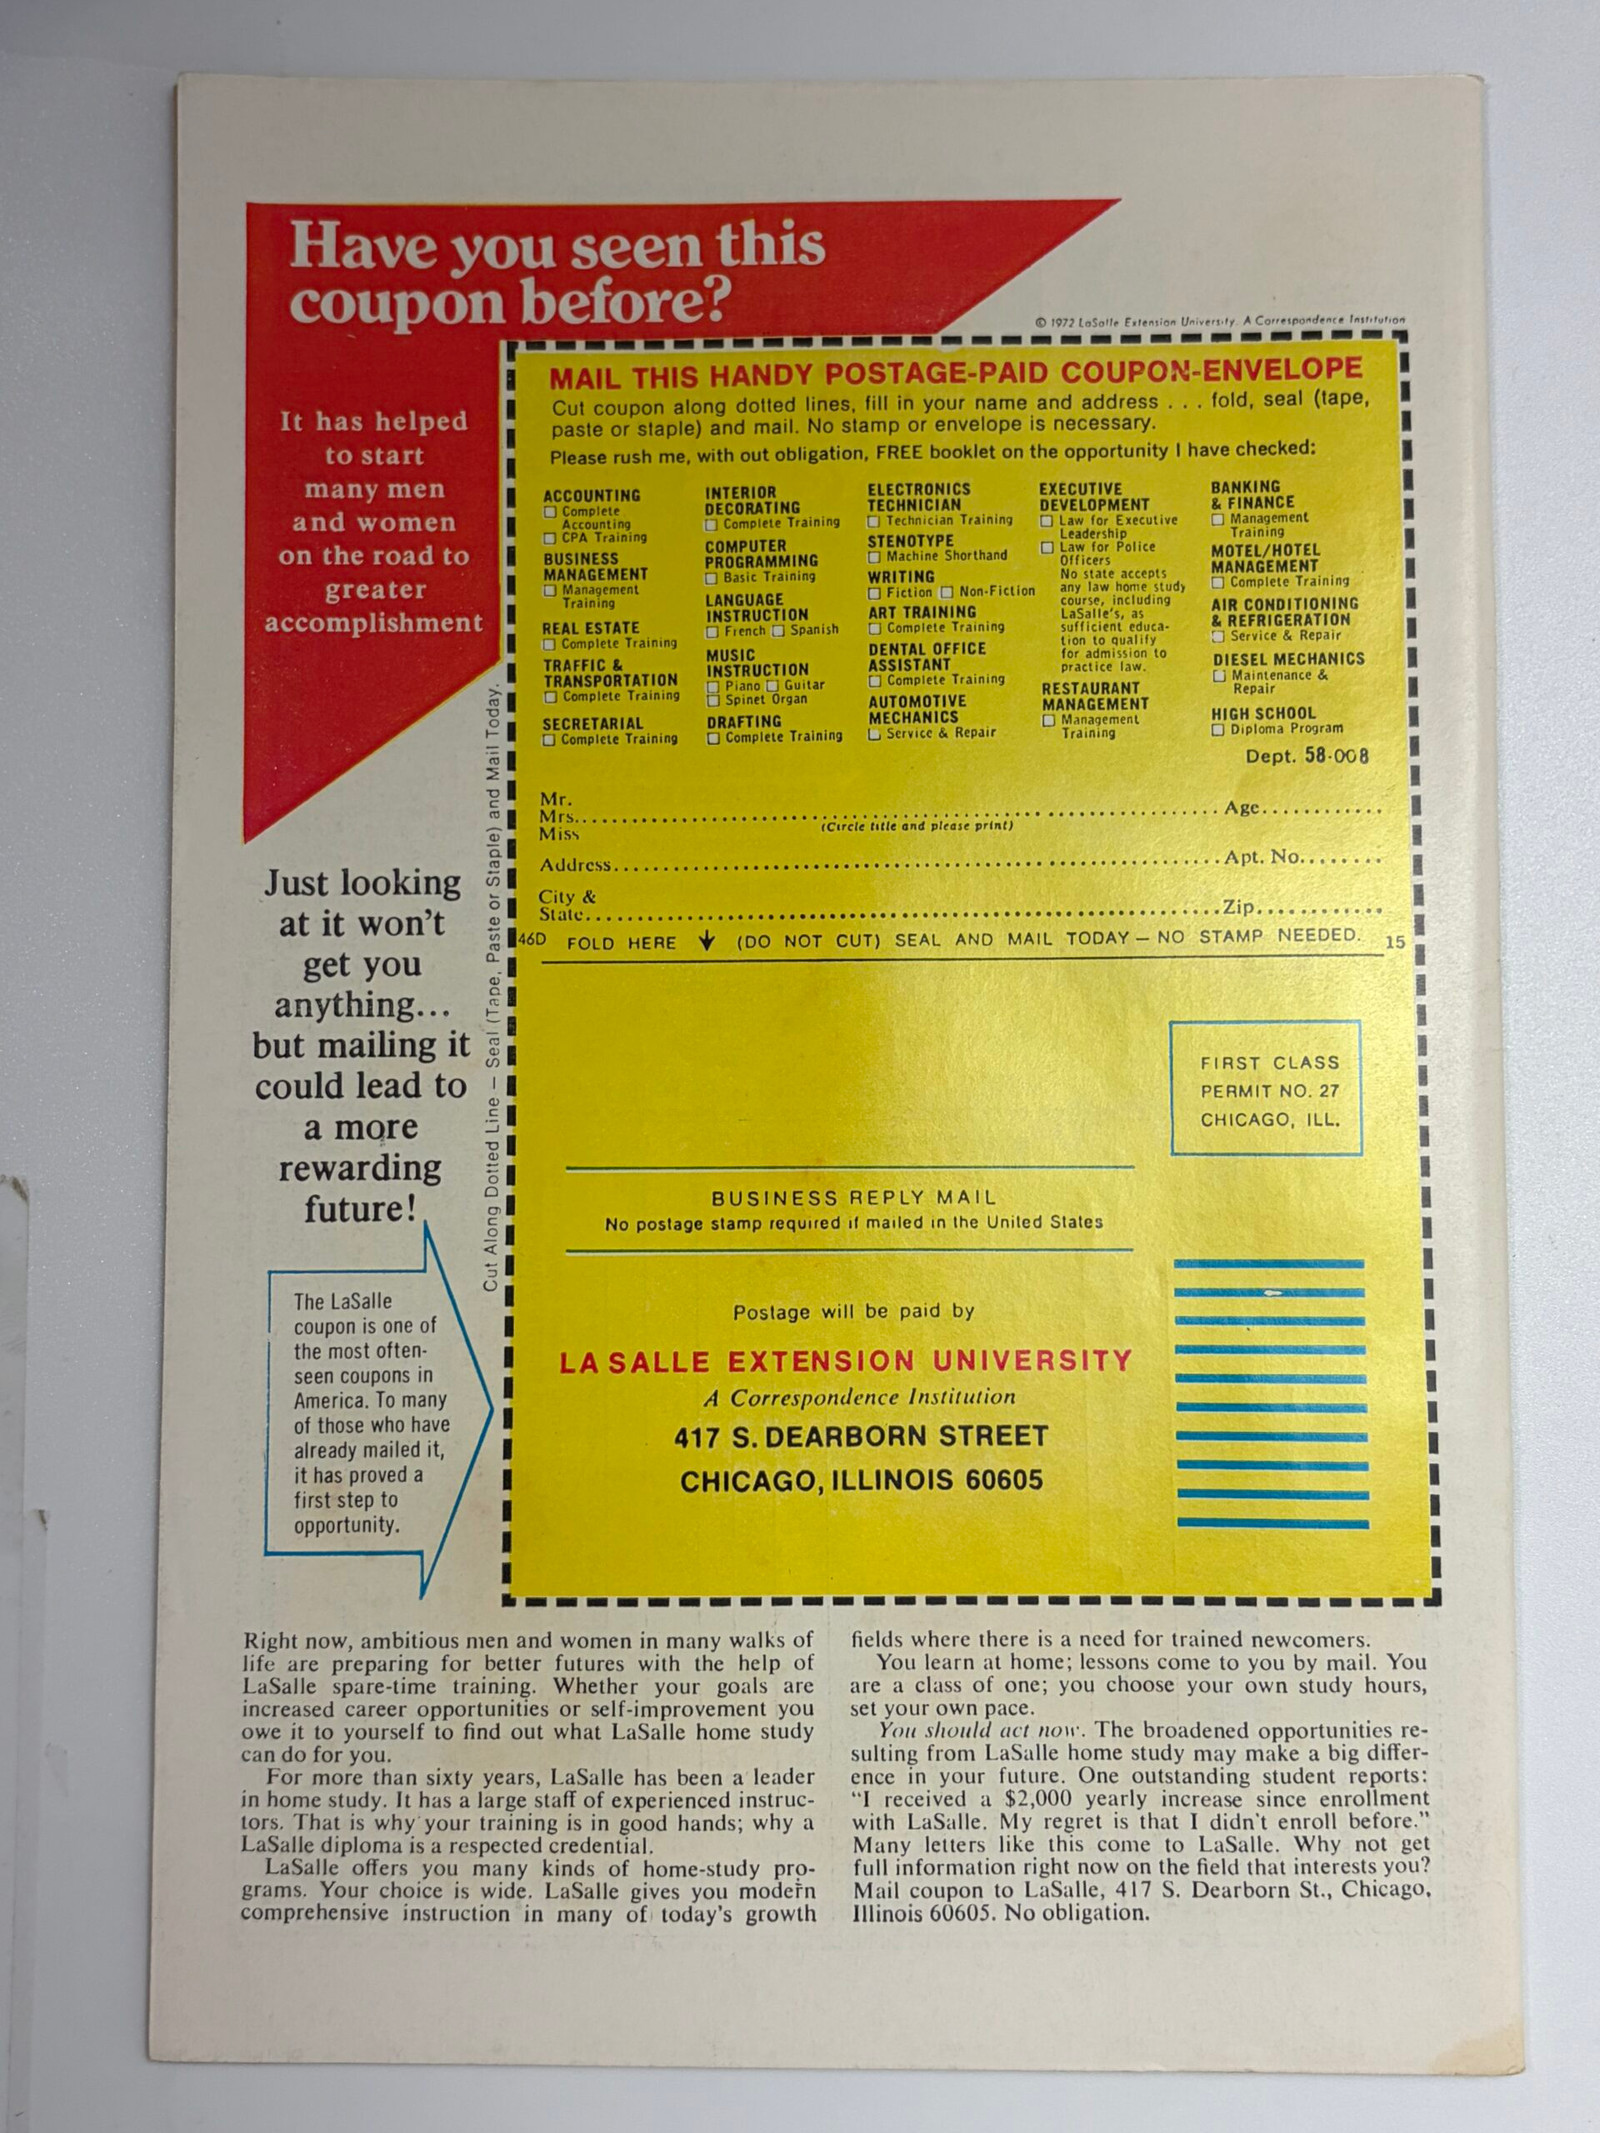 Have you seen this
coupon before?
© 1972 LaSalle Extension University. A Correspondence Institution
It has helped
to start
many men
and women
on the road to
greater
accomplishment
Just looking
at it won't
get you
anything...
but mailing it
could lead to
a more
rewarding
future!
The LaSalle
coupon is one of
the most often-
seen coupons in
America. To many
of those who have
already mailed it,
it has proved a
first step to
opportunity.
Cut Along Dotted Line — Seal (Tape, Paste or Staple) and Mail Today.
MAIL THIS HANDY POSTAGE-PAID COUPON-ENVELOPE
Cut coupon along dotted lines, fill in your name and address . . . fold, seal (tape,
paste or staple) and mail. No stamp or envelope is necessary.
Please rush me, with out obligation, FREE booklet on the opportunity I have checked:
ACCOUNTING
☐ Complete
Accounting
☐ CPA Training
BUSINESS
MANAGEMENT
☐ Management
Training
REAL ESTATE
☐ Complete Training
TRAFFIC &
TRANSPORTATION
☐ Complete Training
SECRETARIAL
☐ Complete Training
INTERIOR
DECORATING
☐ Complete Training
COMPUTER
PROGRAMMING
☐ Basic Training
LANGUAGE
INSTRUCTION
☐ French ☐ Spanish
MUSIC
INSTRUCTION
☐ Piano ☐ Guitar
☐ Spinet Organ
DRAFTING
☐ Complete Training
ELECTRONICS
TECHNICIAN
☐ Technician Training
STENOTYPE
☐ Machine Shorthand
WRITING
☐ Fiction ☐ Non-Fiction
ART TRAINING
☐ Complete Training
DENTAL OFFICE
ASSISTANT
☐ Complete Training
AUTOMOTIVE
MECHANICS
☐ Service & Repair
EXECUTIVE
DEVELOPMENT
☐ Law for Executive
Leadership
☐ Law for Police
Officers
No state accepts
any law home study
course, including
LaSalle's, as
sufficient educa-
tion to qualify
for admission to
practice law.
RESTAURANT
MANAGEMENT
☐ Management
Training
BANKING
& FINANCE
☐ Management
Training
MOTEL/HOTEL
MANAGEMENT
☐ Complete Training
AIR CONDITIONING
& REFRIGERATION
☐ Service & Repair
DIESEL MECHANICS
☐ Maintenance &
Repair
HIGH SCHOOL
☐ Diploma Program
Dept. 58-008
Mr.
Mrs. Age
Miss (Circle title and please print)
Address Apt. No.
City &
State Zip
46D FOLD HERE ↓ (DO NOT CUT) SEAL AND MAIL TODAY — NO STAMP NEEDED. 15
FIRST CLASS
PERMIT NO. 27
CHICAGO, ILL.
BUSINESS REPLY MAIL
No postage stamp required if mailed in the United States
Postage will be paid by
LA SALLE EXTENSION UNIVERSITY
A Correspondence Institution
417 S. DEARBORN STREET
CHICAGO, ILLINOIS 60605
Right now, ambitious men and women in many walks of
life are preparing for better futures with the help of
LaSalle spare-time training. Whether your goals are
increased career opportunities or self-improvement you
owe it to yourself to find out what LaSalle home study
can do for you.
For more than sixty years, LaSalle has been a leader
in home study. It has a large staff of experienced instruc-
tors. That is why your training is in good hands; why a
LaSalle diploma is a respected credential.
LaSalle offers you many kinds of home-study pro-
grams. Your choice is wide. LaSalle gives you modern
comprehensive instruction in many of today's growth
fields where there is a need for trained newcomers.
You learn at home; lessons come to you by mail. You
are a class of one; you choose your own study hours,
set your own pace.
You should act now. The broadened opportunities re-
sulting from LaSalle home study may make a big differ-
ence in your future. One outstanding student reports:
"I received a $2,000 yearly increase since enrollment
with LaSalle. My regret is that I didn't enroll before."
Many letters like this come to LaSalle. Why not get
full information right now on the field that interests you?
Mail coupon to LaSalle, 417 S. Dearborn St., Chicago,
Illinois 60605. No obligation.